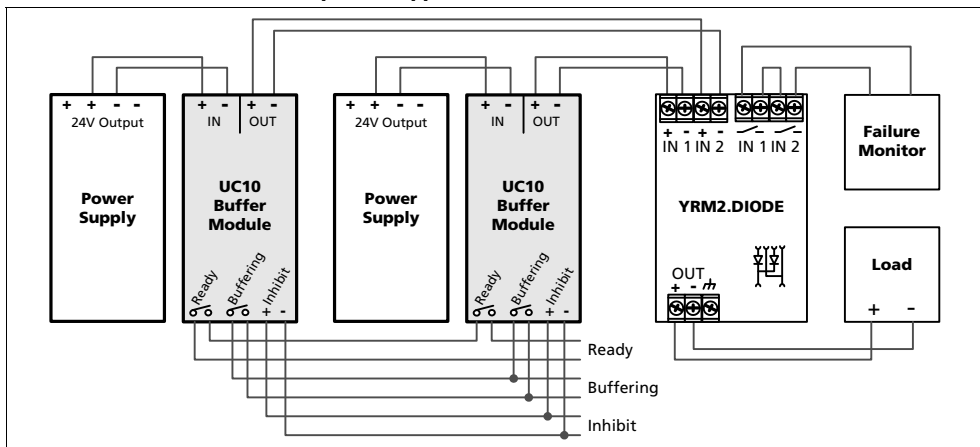 + + - -
24V Output
Power
Supply
+ - + -
IN OUT
UC10
Buffer
Module
Ready
Buffering
Inhibit
+ -
+ + - -
24V Output
Power
Supply
+ - + -
IN OUT
UC10
Buffer
Module
Ready
Buffering
Inhibit
+ -
+ - + -
IN 1 IN 2 IN 1 IN 2
YRM2.DIODE
OUT
+ -
Failure
Monitor
Load
+ -
Ready
Buffering
Inhibit